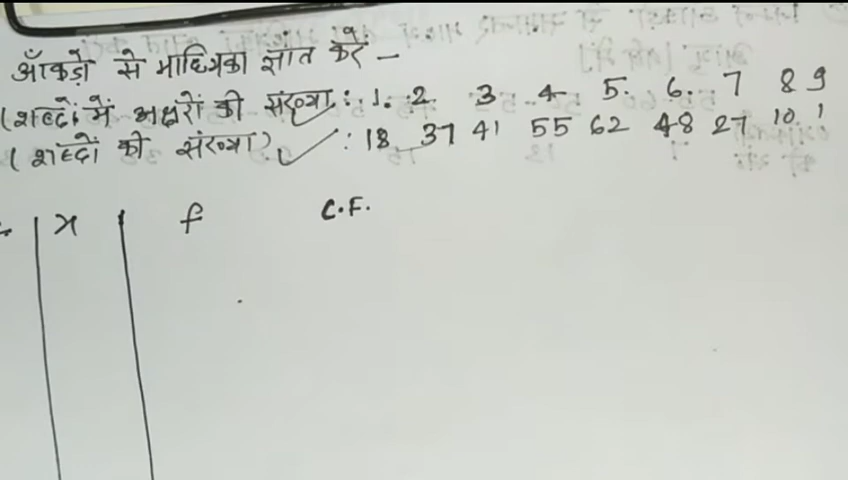 आँकड़ो से माध्यिका ज्ञात करें –
(शब्दों में अक्षरों की संख्या : 1. 2 3 4 5. 6. 7 8 9
( शब्दों की संख्या) : 18 37 41 55 62 48 27 10 1
x f C.F.